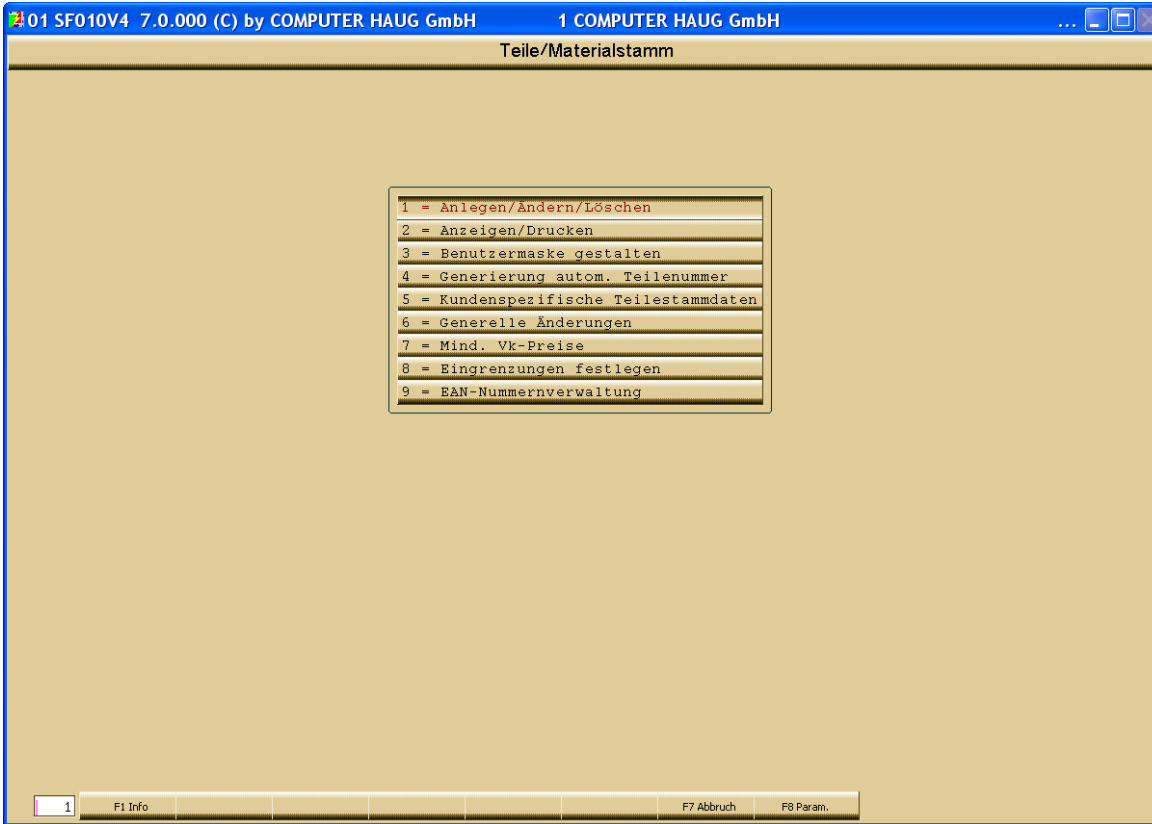 01 SF010V4 7.0.000 (C) by COMPUTER HAUG GmbH 1 COMPUTER HAUG GmbH ...
Teile/Materialstamm
1 = Anlegen/Ändern/Löschen
2 = Anzeigen/Drucken
3 = Benutzermaske gestalten
4 = Generierung autom. Teilenummer
5 = Kundenspezifische Teilestammdaten
6 = Generelle Änderungen
7 = Mind. Vk-Preise
8 = Eingrenzungen festlegen
9 = EAN-Nummernverwaltung
1 F1 Info F7 Abbruch F8 Param.